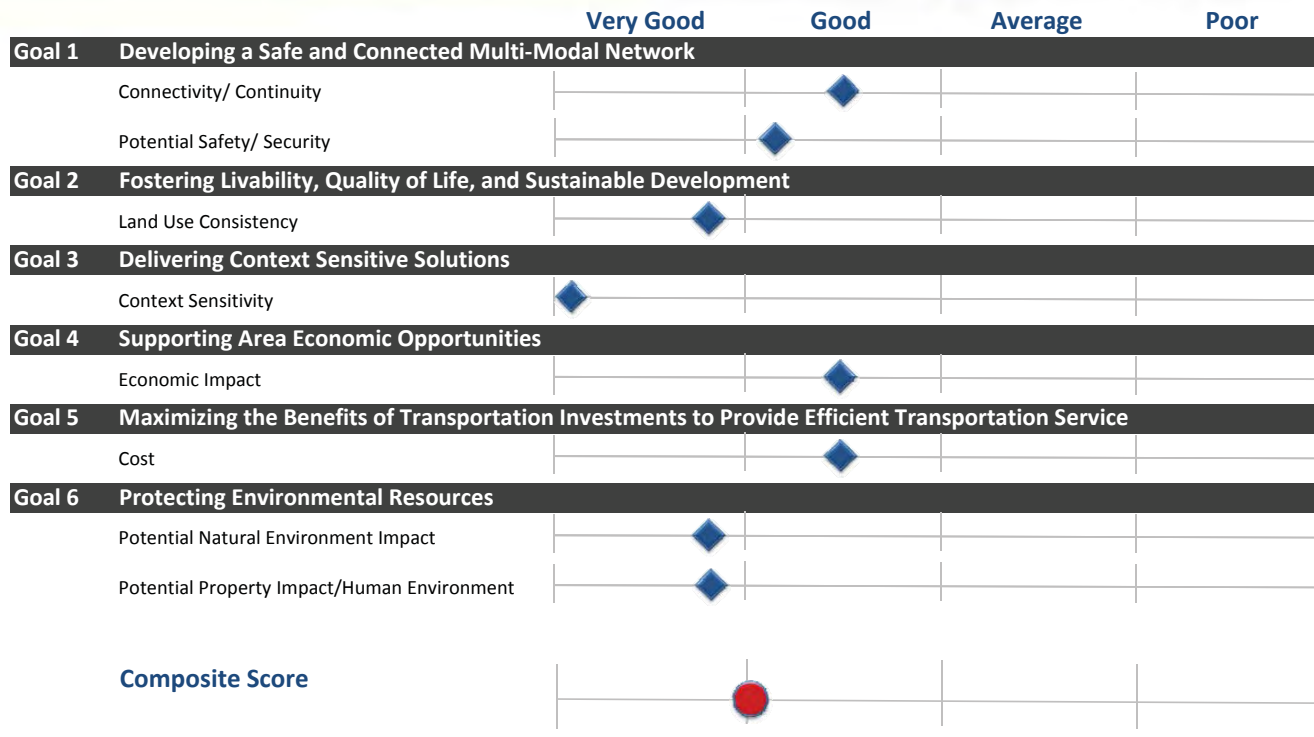 Very Good Good Average Poor
Goal 1 Developing a Safe and Connected Multi-Modal Network
Connectivity/ Continuity
Potential Safety/ Security
Goal 2 Fostering Livability, Quality of Life, and Sustainable Development
Land Use Consistency
Goal 3 Delivering Context Sensitive Solutions
Context Sensitivity
Goal 4 Supporting Area Economic Opportunities
Economic Impact
Goal 5 Maximizing the Benefits of Transportation Investments to Provide Efficient Transportation Service
Cost
Goal 6 Protecting Environmental Resources
Potential Natural Environment Impact
Potential Property Impact/Human Environment
Composite Score